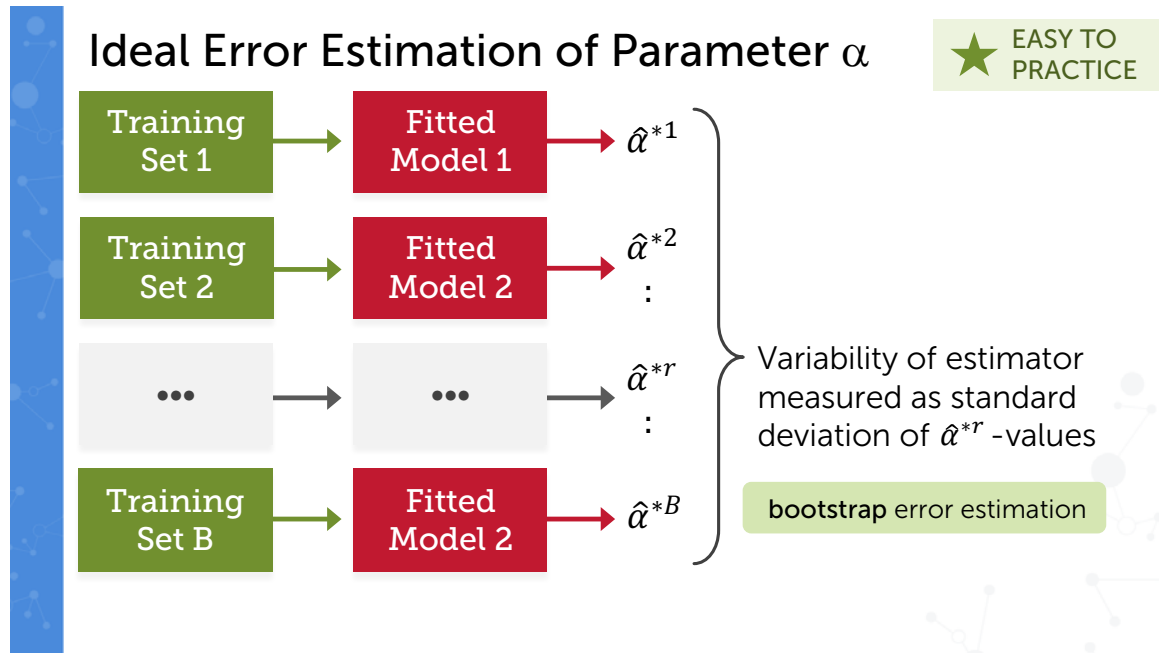 Ideal Error Estimation of Parameter α
EASY TO
PRACTICE
Training
Set 1
Fitted
Model 1
α̂*¹
Training
Set 2
Fitted
Model 2
α̂*²
:
•••
•••
α̂*ʳ
:
Variability of estimator
measured as standard
deviation of α̂*ʳ -values
Training
Set B
Fitted
Model 2
α̂*ᴮ
bootstrap error estimation